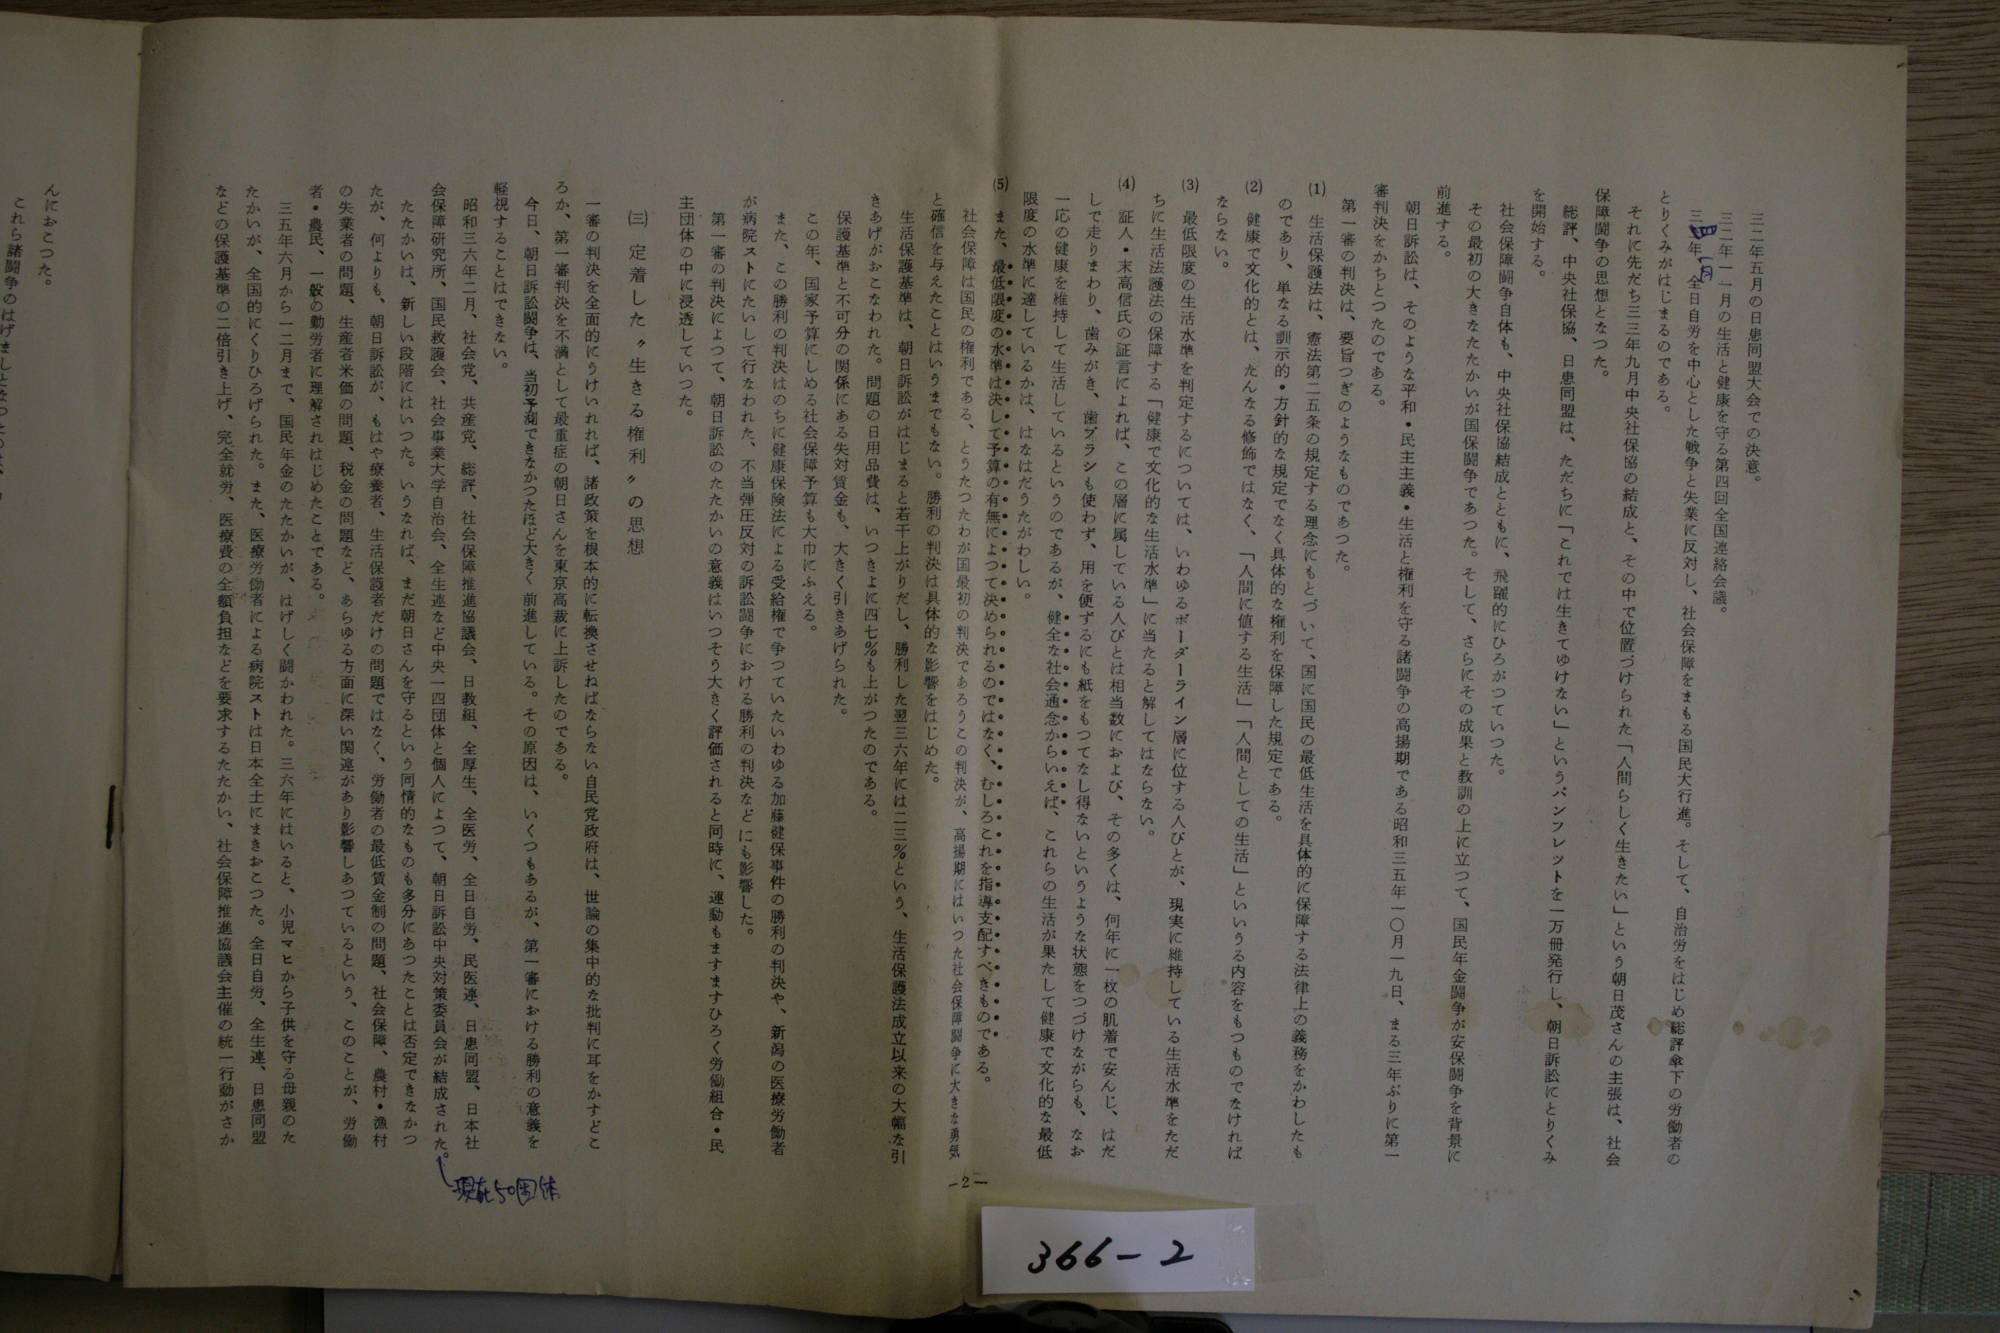 三二年五月の日患同盟大会での決意。
三二年一一月の生活と健康を守る第四回全国連絡会議。
三四年一月、全日自労を中心とした戦争と失業に反対し、社会保障をまもる国民大行進。そして、自治労をはじめ総評傘下の労働者の
とりくみがはじまるのである。
それに先だち三三年九月中央社保協の結成と、その中で位置づけられた「人間らしく生きたい」という朝日茂さんの主張は、社会
保障闘争の思想となつた。
総評、中央社保協、日患同盟は、ただちに「これでは生きてゆけない」というパンフレットを一万冊発行し、朝日訴訟にとりくみ
を開始する。
社会保障闘争自体も、中央社保協結成とともに、飛躍的にひろがつていつた。
その最初の大きなたたかいが国保闘争であつた。そして、さらにその成果と教訓の上に立つて、国民年金闘争が安保闘争を背景に
前進する。
朝日訴訟は、そのような平和・民主主義・生活と権利を守る諸闘争の高揚期である昭和三五年一〇月一九日、まる三年ぶりに第一
審判決をかちとつたのである。
第一審の判決は、要旨つぎのようなものであつた。
(1) 生活保護法は、憲法第二五条の規定する理念にもとづいて、国に国民の最低生活を具体的に保障する法律上の義務をかわしたも
のであり、単なる訓示的・方針的な規定でなく具体的な権利を保障した規定である。
(2) 健康で文化的とは、たんなる修飾ではなく、「人間に値する生活」「人間としての生活」といいうる内容をもつものでなければ
ならない。
(3) 最低限度の生活水準を判定するについては、いわゆるボーダーライン層に位する人びとが、現実に維持している生活水準をただ
ちに生活法護法の保障する「健康で文化的な生活水準」に当たると解してはならない。
(4) 証人・末高信氏の証言によれば、この層に属している人びとは相当数におよび、その多くは、何年に一枚の肌着で安んじ、はだ
しで走りまわり、歯みがき、歯ブラシも使わず、用を便ずるにも紙をもつてなし得ないというような状態をつづけながらも、なお
一応の健康を維持して生活しているというのであるが、健全な社会通念からいえば、これらの生活が果たして健康で文化的な最低
限度の水準に達しているかは、はなはだうたがわしい。
(5) また、最低限度の水準は決して予算の有無によつて決められるのではなく、むしろこれを指導支配すべきものである。
社会保障は国民の権利である、とうたつたわが国最初の判決であろうこの判決が、高揚期にはいつた社会保障闘争に大きな勇気
と確信を与えたことはいうまでもない。勝利の判決は具体的な影響をはじめた。
生活保護基準は、朝日訴訟がはじまると若干上がりだし、勝利した翌三六年には二三%という、生活保護法成立以来の大幅な引
きあげがおこなわれた。問題の日用品費は、いつきよに四七%も上がつたのである。
保護基準と不可分の関係にある失対賃金も、大きく引きあげられた。
この年、国家予算にしめる社会保障予算も大巾にふえる。
また、この勝利の判決はのちに健康保険法による受給権で争つていたいわゆる加藤健保事件の勝利の判決や、新潟の医療労働者
が病院ストにたいして行なわれた、不当弾圧反対の訴訟闘争における勝利の判決などにも影響した。
第一審の判決によつて、朝日訴訟のたたかいの意義はいつそう大きく評価されると同時に、運動もますますひろく労働組合・民
主団体の中に浸透していつた。
㈢ 定着した〝生きる権利〟の思想
一審の判決を全面的にうけいれれば、諸政策を根本的に転換させねばならない自民党政府は、世論の集中的な批判に耳をかすどこ
ろか、第一審判決を不満として最重症の朝日さんを東京高裁に上訴したのである。
今日、朝日訴訟闘争は、当初予測できなかつたほど大きく前進している。その原因は、いくつもあるが、第一審における勝利の意義を
軽視することはできない。
昭和三六年二月、社会党、共産党、総評、社会保障推進協議会、日教組、全厚生、全医労、全日自労、民医連、日患同盟、日本社
会保障研究所、国民救護会、社会事業大学自治会、全生連など中央一四団体と個人によつて、朝日訴訟中央対策委員会が結成された。
現在50団体
たたかいは、新しい段階にはいつた。いうなれば、まだ朝日さんを守るという同情的なものも多分にあつたことは否定できなかつ
たが、何よりも、朝日訴訟が、もはや療養者、生活保護者だけの問題ではなく、労働者の最低賃金制の問題、社会保障、農村・漁村
の失業者の問題、生産者米価の問題、税金の問題など、あらゆる方面に深い関連があり影響しあつているという、このことが、労働
者・農民、一般の勤労者に理解されはじめたことである。
三五年六月から一二月まで、国民年金のたたかいが、はげしく闘かわれた。三六年にはいると、小児マヒから子供を守る母親のた
たかいが、全国的にくりひろげられた。また、医療労働者による病院ストは日本全土にまきおこつた。全日自労、全生連、日患同盟
などの保護基準の二倍引き上げ、完全就労、医療費の全額負担などを要求するたたかい、社会保障推進協議会主催の統一行動がさか
－2－
んにおこつた。
これら諸闘争のはげましとなつたのは、
366-2